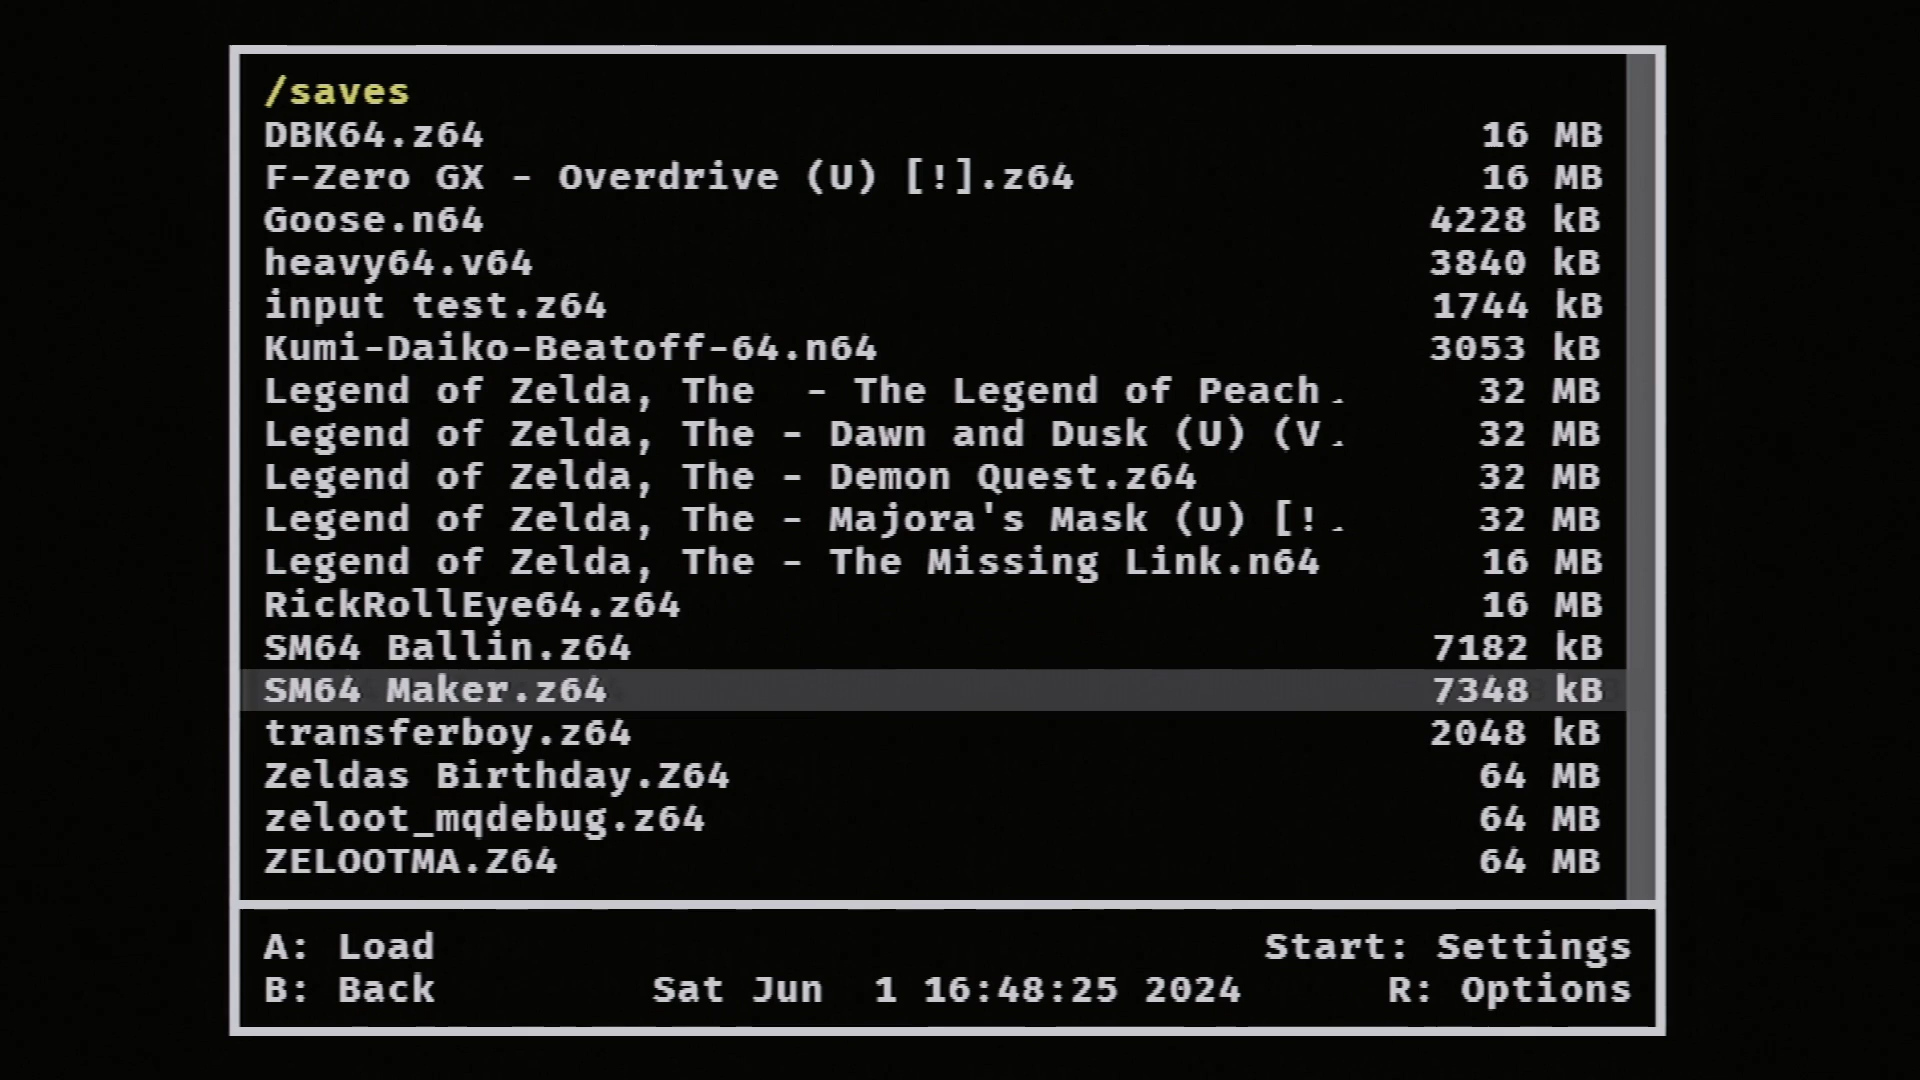 /saves
DBK64.z64 16 MB
F-Zero GX - Overdrive (U) [!].z64 16 MB
Goose.n64 4228 kB
heavy64.v64 3840 kB
input test.z64 1744 kB
Kumi-Daiko-Beatoff-64.n64 3053 kB
Legend of Zelda, The  - The Legend of Peach… 32 MB
Legend of Zelda, The - Dawn and Dusk (U) (V… 32 MB
Legend of Zelda, The - Demon Quest.z64 32 MB
Legend of Zelda, The - Majora's Mask (U) [!… 32 MB
Legend of Zelda, The - The Missing Link.n64 16 MB
RickRollEye64.z64 16 MB
SM64 Ballin.z64 7182 kB
SM64 Maker.z64 7348 kB
transferboy.z64 2048 kB
Zeldas Birthday.Z64 64 MB
zeloot_mqdebug.z64 64 MB
ZELOOTMA.Z64 64 MB
A: Load Start: Settings
B: Back Sat Jun  1 16:48:25 2024 R: Options